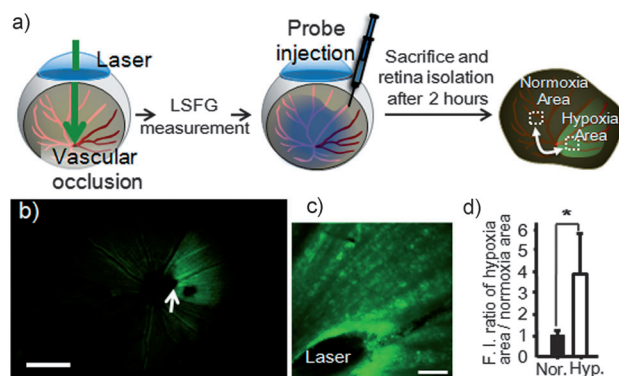 a)
Laser
Vascular
occlusion
LSFG
measurement
Probe
injection
Sacrifice and
retina isolation
after 2 hours
Normoxia
Area
Hypoxia
Area
b)
c)
Laser
d)
F. I. ratio of hypoxia
area / normoxia area
6
5
4
3
2
1
0
*
Nor. Hyp.